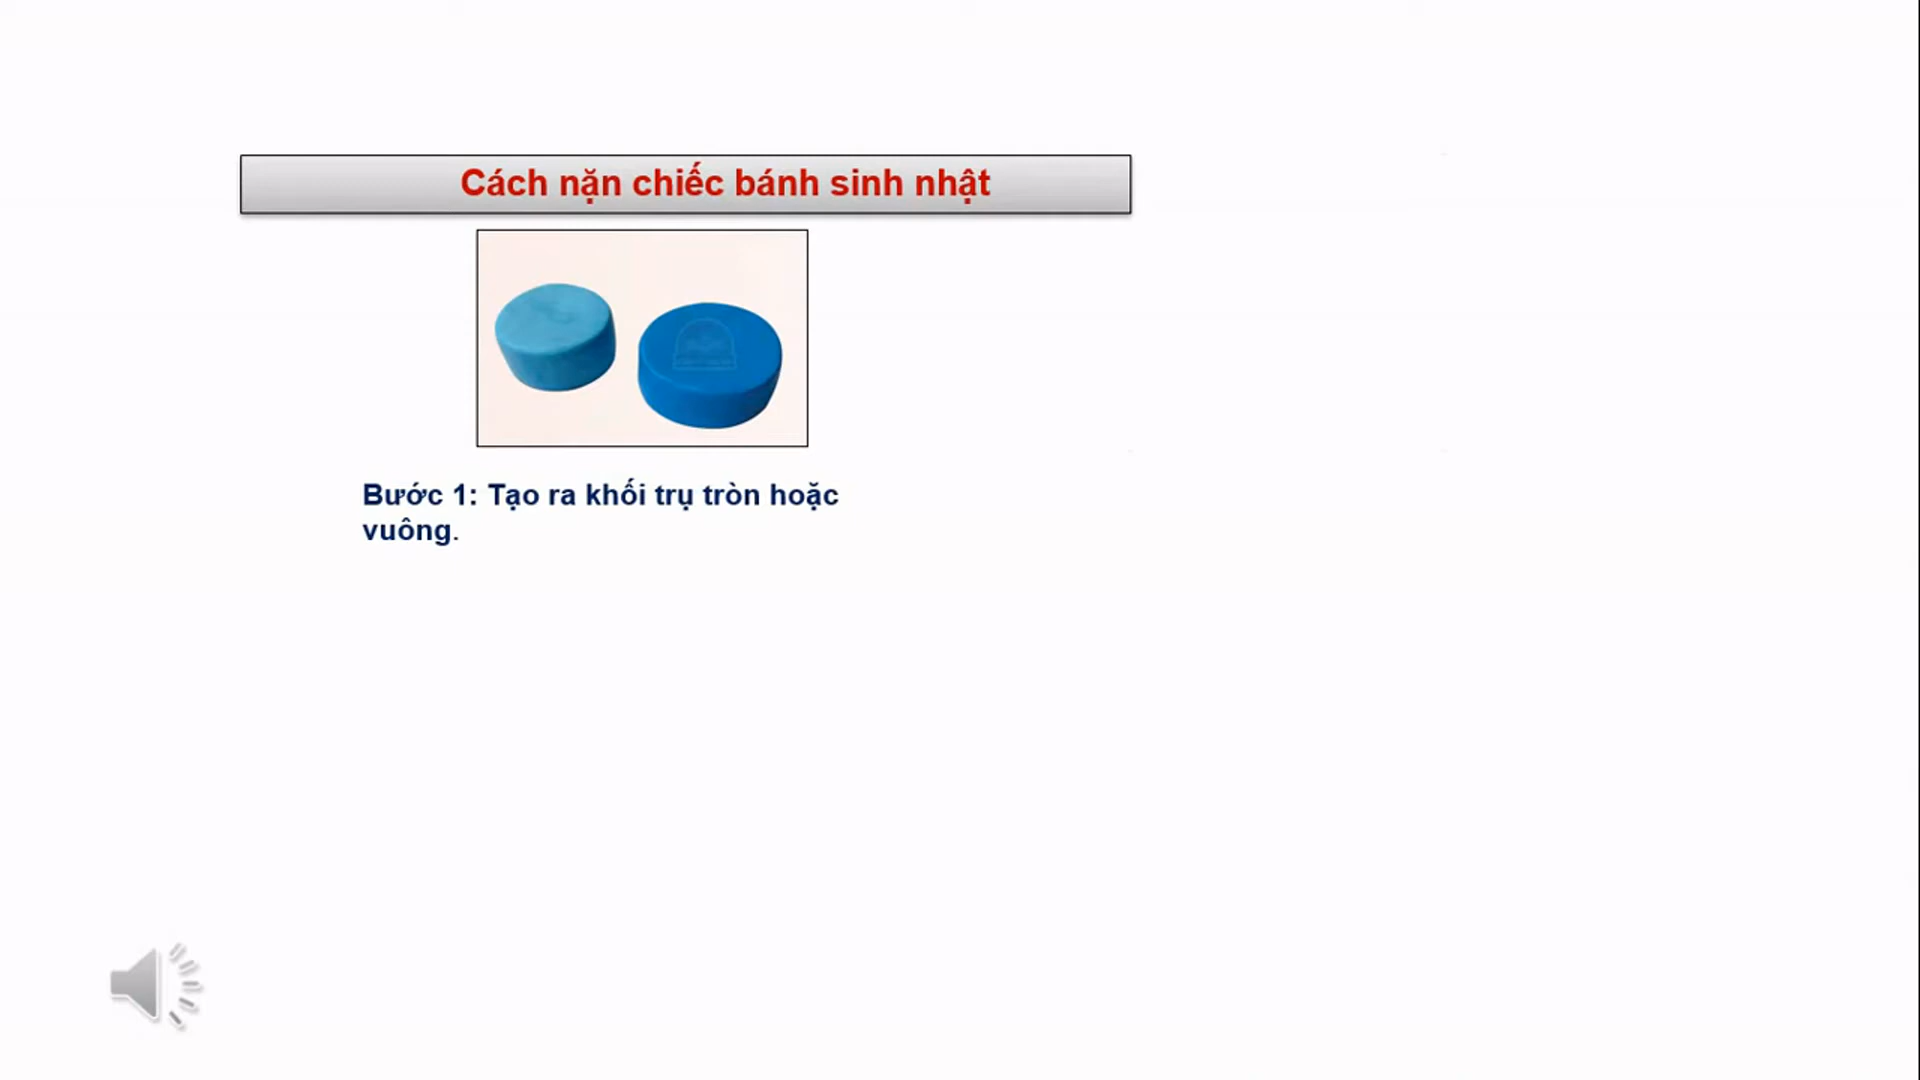 Cách nặn chiếc bánh sinh nhật
Bước 1: Tạo ra khối trụ tròn hoặc
vuông.